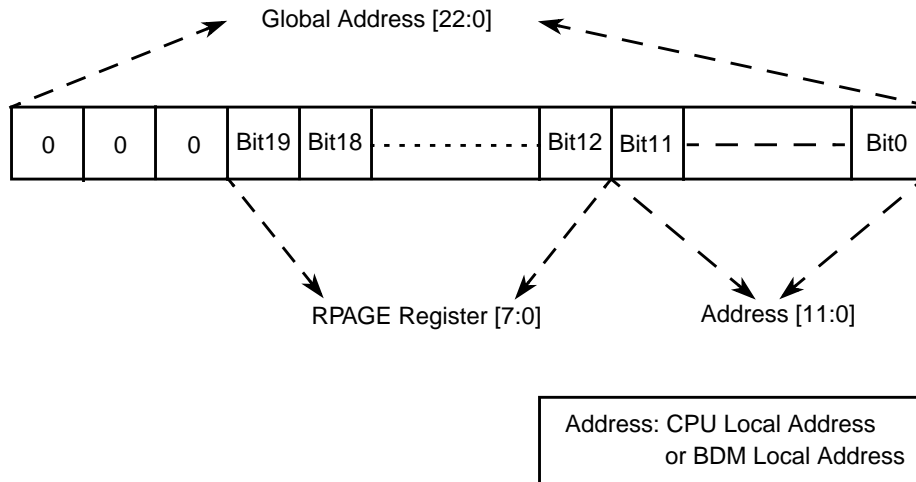 Global Address [22:0]
0 0 0 Bit19 Bit18 Bit12 Bit11 Bit0
RPAGE Register [7:0] Address [11:0]
Address: CPU Local Address
or BDM Local Address